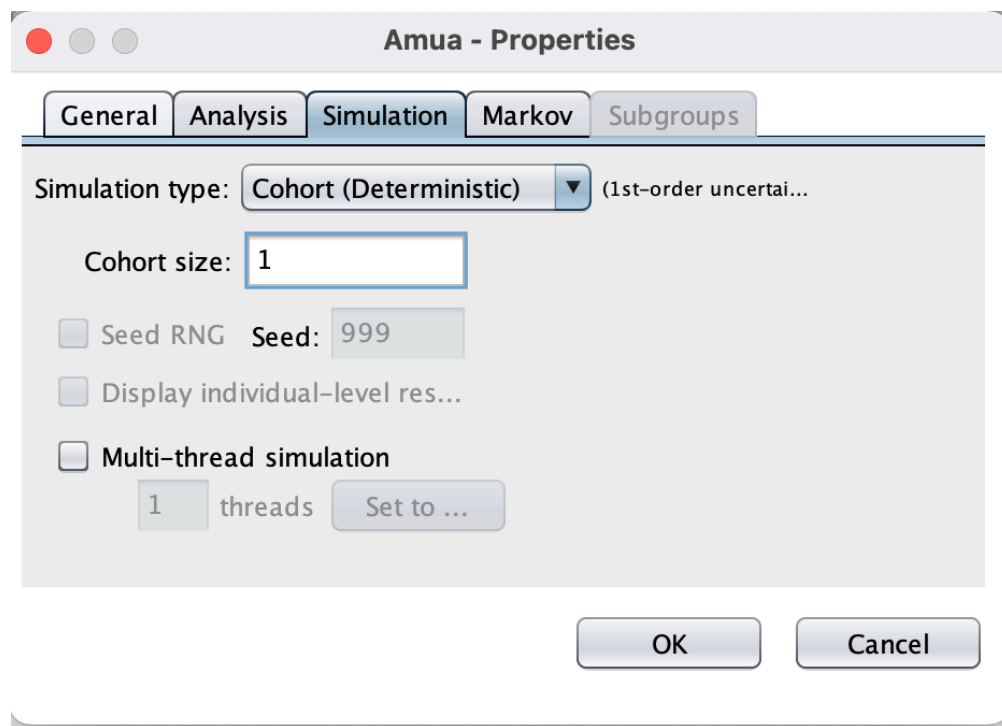 Amua - Properties
General Analysis Simulation Markov Subgroups
Simulation type: Cohort (Deterministic) (1st-order uncertai...
Cohort size: 1
Seed RNG Seed: 999
Display individual-level res...
Multi-thread simulation
1 threads Set to ...
OK Cancel